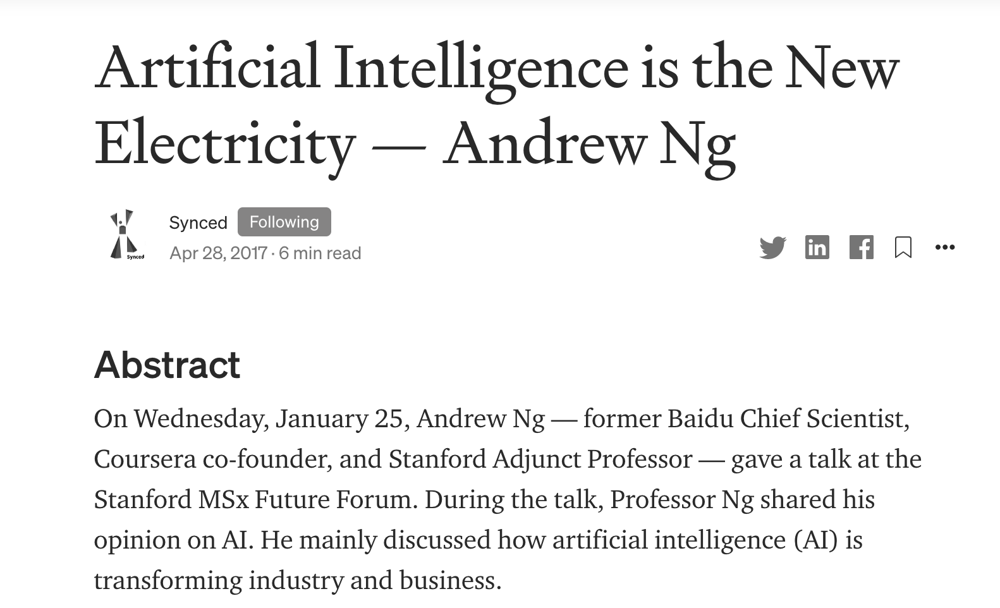 Artificial Intelligence is the New
Electricity — Andrew Ng
Synced Following
Apr 28, 2017 · 6 min read
Synced
Abstract
On Wednesday, January 25, Andrew Ng — former Baidu Chief Scientist,
Coursera co-founder, and Stanford Adjunct Professor — gave a talk at the
Stanford MSx Future Forum. During the talk, Professor Ng shared his
opinion on AI. He mainly discussed how artificial intelligence (AI) is
transforming industry and business.